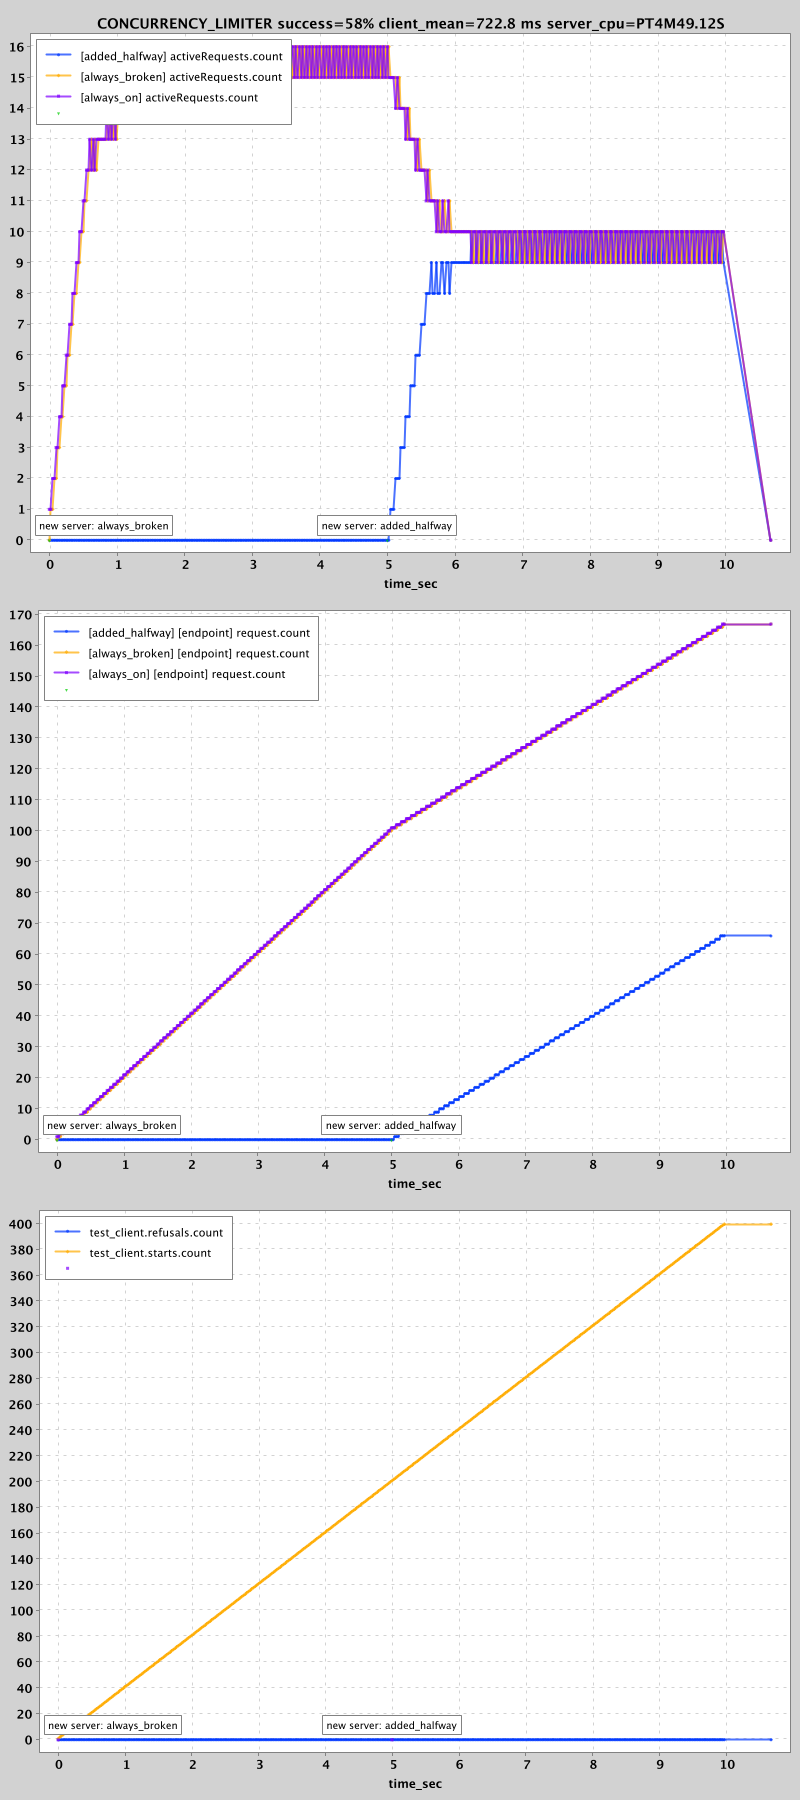 CONCURRENCY_LIMITER success=58% client_mean=722.8 ms server_cpu=PT4M49.12S
16
15
14
13
12
11
10
9
8
7
6
5
4
3
2
1
0
[added_halfway] activeRequests.count
[always_broken] activeRequests.count
[always_on] activeRequests.count
new server: always_broken
new server: added_halfway
0 1 2 3 4 5 6 7 8 9 10
time_sec
170
160
150
140
130
120
110
100
90
80
70
60
50
40
30
20
10
0
[added_halfway] [endpoint] request.count
[always_broken] [endpoint] request.count
[always_on] [endpoint] request.count
new server: always_broken
new server: added_halfway
0 1 2 3 4 5 6 7 8 9 10
time_sec
400
380
360
340
320
300
280
260
240
220
200
180
160
140
120
100
80
60
40
20
0
test_client.refusals.count
test_client.starts.count
new server: always_broken
new server: added_halfway
0 1 2 3 4 5 6 7 8 9 10
time_sec